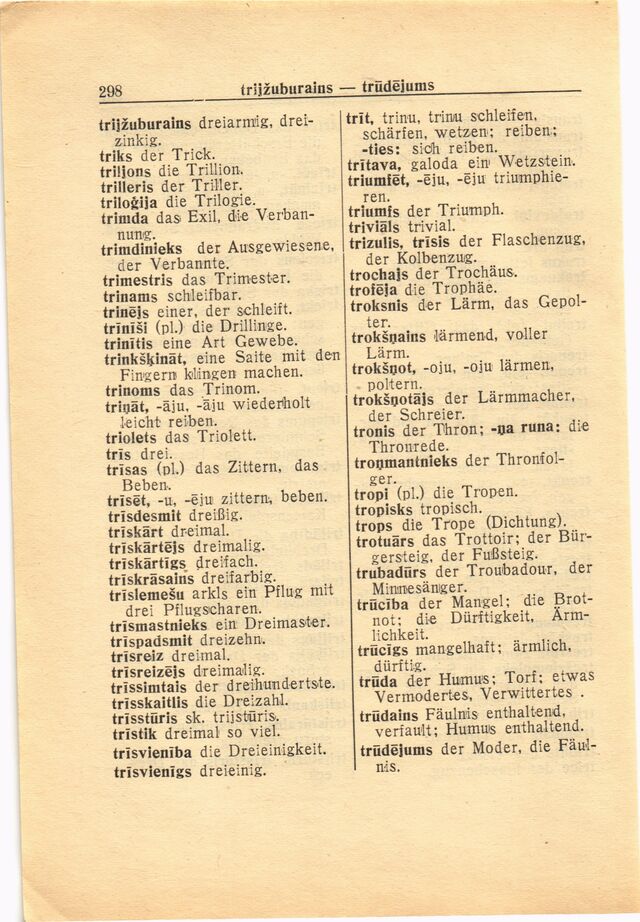 298
trijžuburains — trūdējums
trijžuburains dreiarmig, drei-
zinkig.
triks der Trick.
triljons die Trillion.
trilleris der Triller.
triloģija die Trilogie.
trimda das Exil, die Verban-
nung.
trimdinieks der Ausgewiesene,
der Verbannte.
trimestris das Trimester.
trinams schleifbar.
trinējs einer, der schleift.
trīnīši (pl.) die Drillinge.
trinītis eine Art Gewebe.
trinkšķināt, eine Saite mit den
Fingern klingen machen.
trinoms das Trinom.
triņāt, -āju, -āju wiederholt
leicht reiben.
triolets das Triolett.
trīs drei.
trīsas (pl.) das Zittern, das
Beben.
trīsēt, -u, -ēju zittern, beben.
trīsdesmit dreißig.
trīskārt dreimal.
trīskārtējs dreimalig.
trīskārtīgs dreifach.
trīskrāsains dreifarbig.
trīslemešu arkls ein Pflug mit
drei Pflugscharen.
trīsmastnieks ein Dreimaster.
trīspadsmit dreizehn.
trīsreiz dreimal.
trīsreizējs dreimalig.
trīssimtais der dreihundertste.
trīsskaitlis die Dreizahl.
trīsstūris sk. trijstūris.
trīstik dreimal so viel.
trīsvienība die Dreieinigkeit.
trīsvienīgs dreieinig.
trīt, trinu, trinu schleifen,
schärfen, wetzen; reiben;
-ties: sich reiben.
trītava, galoda ein Wetzstein.
triumfēt, -ēju, -ēju triumphie-
ren.
triumfs der Triumph.
triviāls trivial.
trizulis, trīsis der Flaschenzug,
der Kolbenzug.
trochajs der Trochäus.
trofēja die Trophäe.
troksnis der Lärm, das Gepol-
ter.
trokšņains lärmend, voller
Lärm.
trokšņot, -oju, -oju lärmen,
poltern.
trokšņotājs der Lärmmacher,
der Schreier.
tronis der Thron; -ņa runa: die
Thronrede.
troņmantnieks der Thronfol-
ger.
tropi (pl.) die Tropen.
tropisks tropisch.
trops die Trope (Dichtung).
trotuārs das Trottoir; der Bür-
gersteig, der Fußsteig.
trubadūrs der Troubadour, der
Minnesänger.
trūcība der Mangel; die Brot-
not; die Dürftigkeit, Ärm-
lichkeit.
trūcīgs mangelhaft; ärmlich,
dürftig.
trūda der Humus; Torf; etwas
Vermodertes, Verwittertes .
trūdains Fäulnis enthaltend,
verfault; Humus enthaltend.
trūdējums der Moder, die Fäul-
nis.